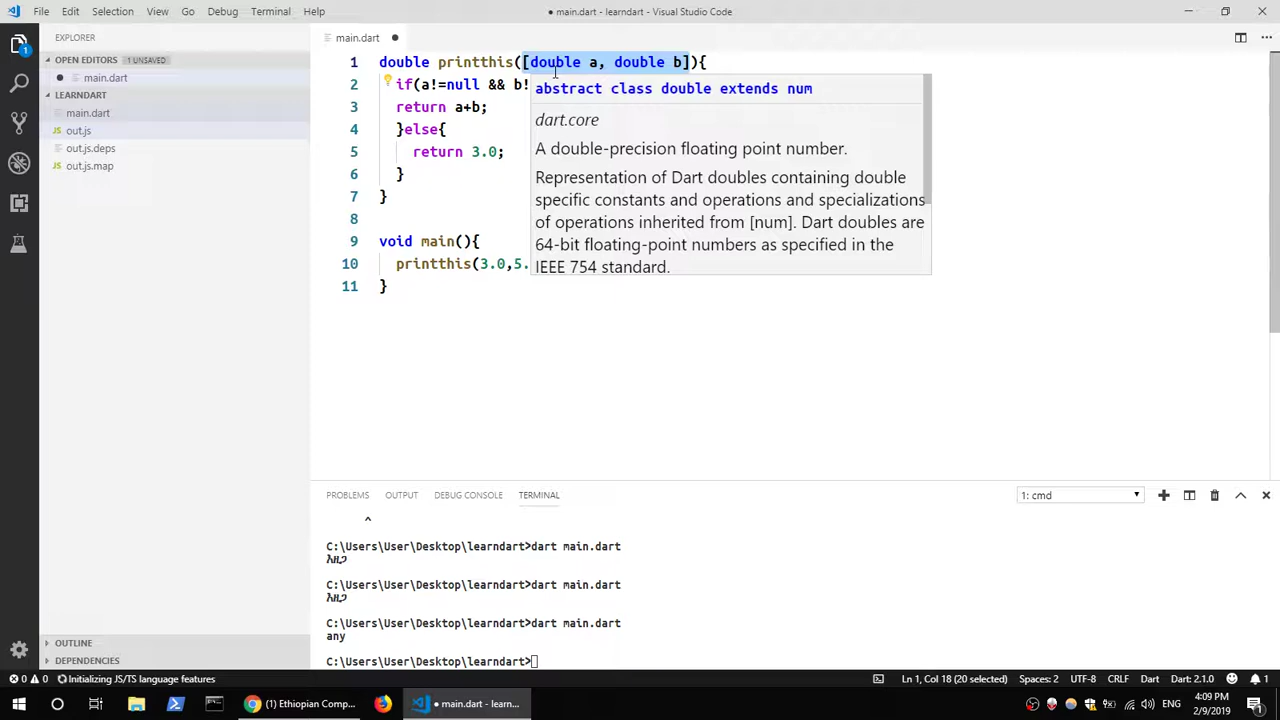 File Edit Selection View Go Debug Terminal Help
● main.dart - learndart - Visual Studio Code
EXPLORER
OPEN EDITORS 1 UNSAVED
main.dart
LEARNDART
main.dart
JS out.js
out.js.deps
JS out.js.map
OUTLINE
DEPENDENCIES
main.dart ●
1 double printthis([double a, double b]){
2 if(a!=null && b!
3 return a+b;
4 }else{
5 return 3.0;
6 }
7 }
8
9 void main(){
10 printthis(3.0,5.
11 }
abstract class double extends num
dart.core
A double-precision floating point number.
Representation of Dart doubles containing double
specific constants and operations and specializations
of operations inherited from [num]. Dart doubles are
64-bit floating-point numbers as specified in the
IEEE 754 standard.
PROBLEMS OUTPUT DEBUG CONSOLE TERMINAL
1: cmd
^
C:\Users\User\Desktop\learndart>dart main.dart
እዚጋ
C:\Users\User\Desktop\learndart>dart main.dart
እዚጋ
C:\Users\User\Desktop\learndart>dart main.dart
any
C:\Users\User\Desktop\learndart>
0 0 Initializing JS/TS language features
Ln 1, Col 18 (20 selected) Spaces: 2 UTF-8 CRLF Dart Dart: 2.1.0 1
(1) Ethiopian Comp...
● main.dart - learn...
ENG
4:09 PM
2/9/2019